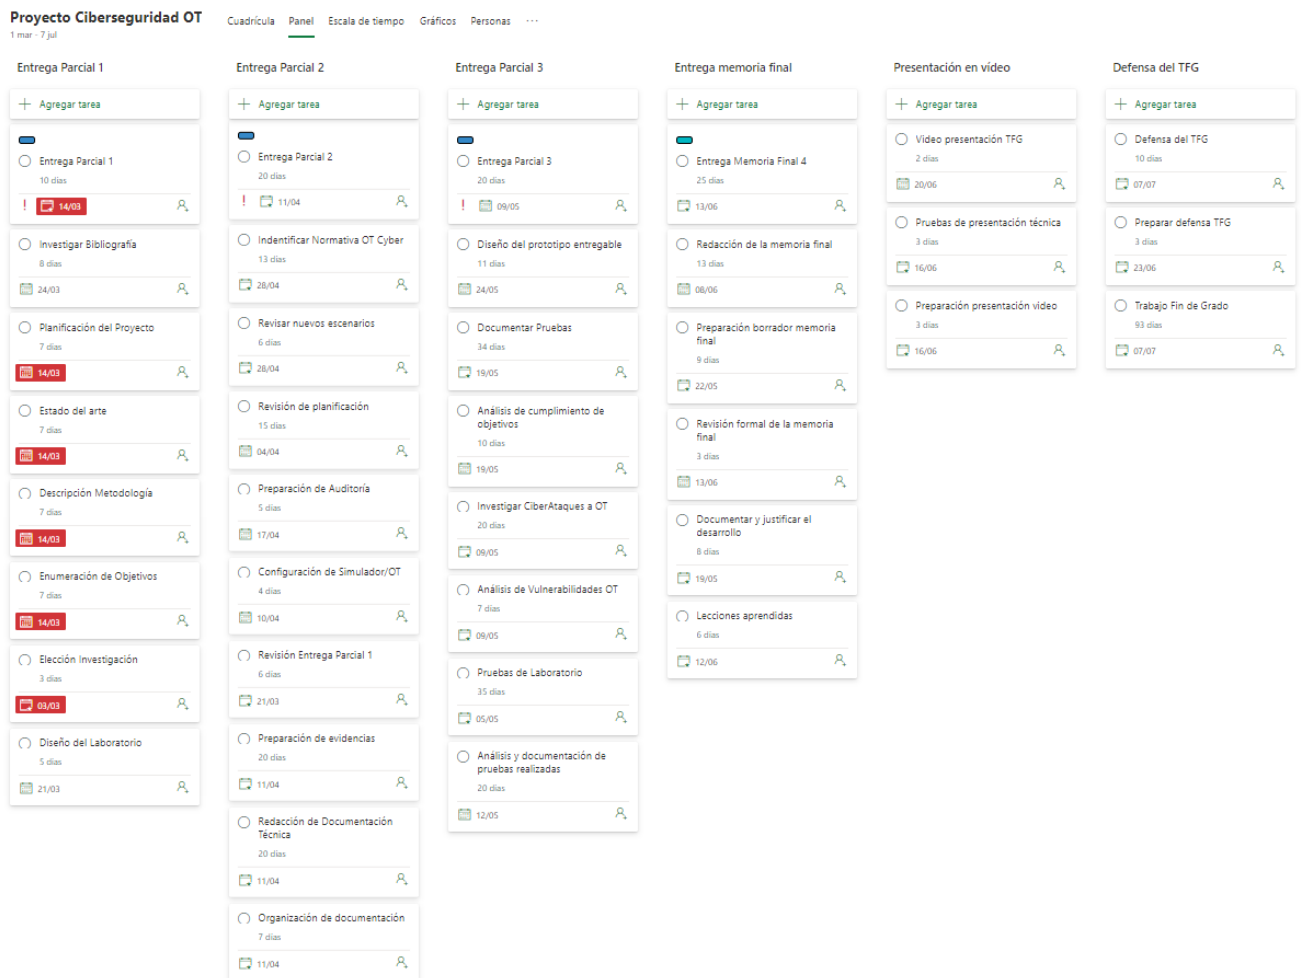 Proyecto Ciberseguridad OT
1 mar - 7 jul
Cuadrícula
Panel
Escala de tiempo
Gráficos
Personas
...
Entrega Parcial 1
Agregar tarea
Entrega Parcial 1
10 días
!
14/03
Investigar Bibliografía
8 días
24/03
Planificación del Proyecto
7 días
14/03
Estado del arte
7 días
14/03
Descripción Metodología
7 días
14/03
Enumeración de Objetivos
7 días
14/03
Elección Investigación
3 días
03/03
Diseño del Laboratorio
5 días
21/03
Entrega Parcial 2
Agregar tarea
Entrega Parcial 2
20 días
!
11/04
Indentificar Normativa OT Cyber
13 días
28/04
Revisar nuevos escenarios
6 días
28/04
Revisión de planificación
15 días
04/04
Preparación de Auditoría
5 días
17/04
Configuración de Simulador/OT
4 días
10/04
Revisión Entrega Parcial 1
6 días
21/03
Preparación de evidencias
20 días
11/04
Redacción de Documentación
Técnica
20 días
11/04
Organización de documentación
7 días
11/04
Entrega Parcial 3
Agregar tarea
Entrega Parcial 3
20 días
!
09/05
Diseño del prototipo entregable
11 días
24/05
Documentar Pruebas
34 días
19/05
Análisis de cumplimiento de
objetivos
10 días
19/05
Investigar CiberAtaques a OT
20 días
09/05
Análisis de Vulnerabilidades OT
7 días
09/05
Pruebas de Laboratorio
35 días
05/05
Análisis y documentación de
pruebas realizadas
20 días
12/05
Entrega memoria final
Agregar tarea
Entrega Memoria Final 4
25 días
13/06
Redacción de la memoria final
13 días
08/06
Preparación borrador memoria
final
9 días
22/05
Revisión formal de la memoria
final
3 días
13/06
Documentar y justificar el
desarrollo
8 días
19/05
Lecciones aprendidas
6 días
12/06
Presentación en vídeo
Agregar tarea
Video presentación TFG
2 días
20/06
Pruebas de presentación técnica
3 días
16/06
Preparación presentación video
3 días
16/06
Defensa del TFG
Agregar tarea
Defensa del TFG
10 días
07/07
Preparar defensa TFG
3 días
23/06
Trabajo Fin de Grado
93 días
07/07